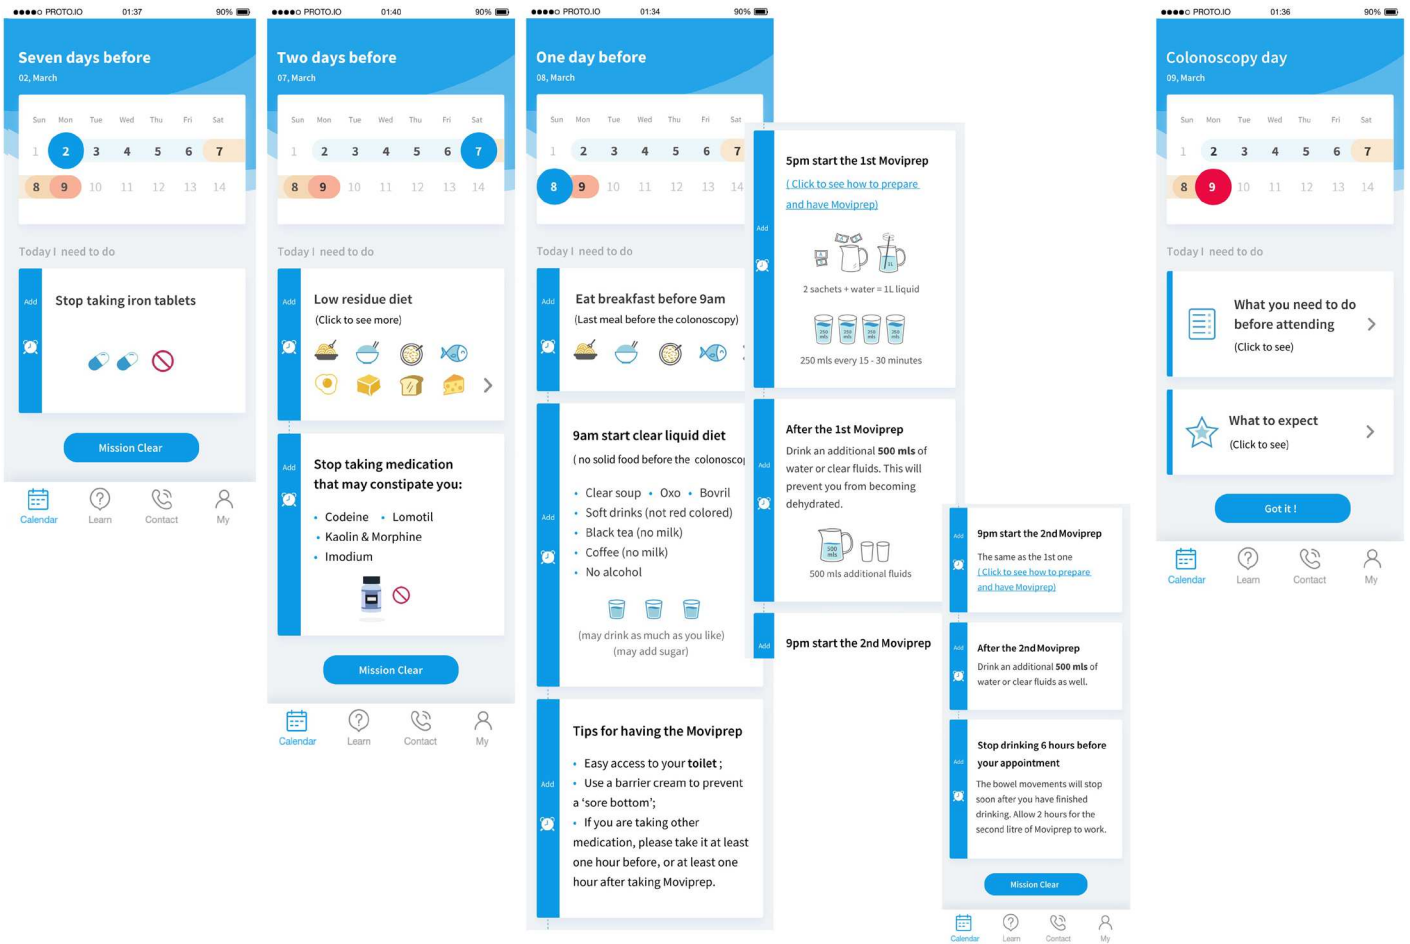 PROTO.IO 01:37 90%
Seven days before
02, March
Sun Mon Tue Wed Thu Fri Sat
1 2 3 4 5 6 7
8 9 10 11 12 13 14
Today I need to do
Add
Stop taking iron tablets
Mission Clear
Calendar Learn Contact My
PROTO.IO 01:40 90%
Two days before
07, March
Sun Mon Tue Wed Thu Fri Sat
1 2 3 4 5 6 7
8 9 10 11 12 13 14
Today I need to do
Add
Low residue diet
(Click to see more)
Add
Stop taking medication
that may constipate you:
• Codeine • Lomotil
• Kaolin & Morphine
• Imodium
Mission Clear
Calendar Learn Contact My
PROTO.IO 01:34 90%
One day before
08, March
Sun Mon Tue Wed Thu Fri Sat
1 2 3 4 5 6 7
8 9 10 11 12 13 14
Today I need to do
Add
Eat breakfast before 9am
(Last meal before the colonoscopy)
Add
9am start clear liquid diet
( no solid food before the
• Clear soup • Oxo • Bovril
• Soft drinks (not red colored)
• Black tea (no milk)
• Coffee (no milk)
• No alcohol
(may drink as much as you like)
(may add sugar)
Add
Tips for having the Moviprep
• Easy access to your toilet ;
• Use a barrier cream to prevent
a ‘sore bottom’;
• If you are taking other
medication, please take it at least
one hour before, or at least one
hour after taking Moviprep.
Add
5pm start the 1st Moviprep
( Click to see how to prepare
and have Moviprep)
1L
2 sachets + water = 1L liquid
250 mls 250 mls 250 mls 250 mls
250 mls every 15 - 30 minutes
Add
After the 1st Moviprep
Drink an additional 500 mls of
water or clear fluids. This will
prevent you from becoming
dehydrated.
500 mls
500 mls additional fluids
Add
9pm start the 2nd Moviprep
Add
9pm start the 2nd Moviprep
The same as the 1st one
( Click to see how to prepare
and have Moviprep)
Add
After the 2nd Moviprep
Drink an additional 500 mls of
water or clear fluids as well.
Add
Stop drinking 6 hours before
your appointment
The bowel movements will stop
soon after you have finished
drinking. Allow 2 hours for the
second litre of Moviprep to work.
Mission Clear
Calendar Learn Contact My
PROTO.IO 01:36 90%
Colonoscopy day
09, March
Sun Mon Tue Wed Thu Fri Sat
1 2 3 4 5 6 7
8 9 10 11 12 13 14
Today I need to do
What you need to do
before attending
(Click to see)
What to expect
(Click to see)
Got it !
Calendar Learn Contact My